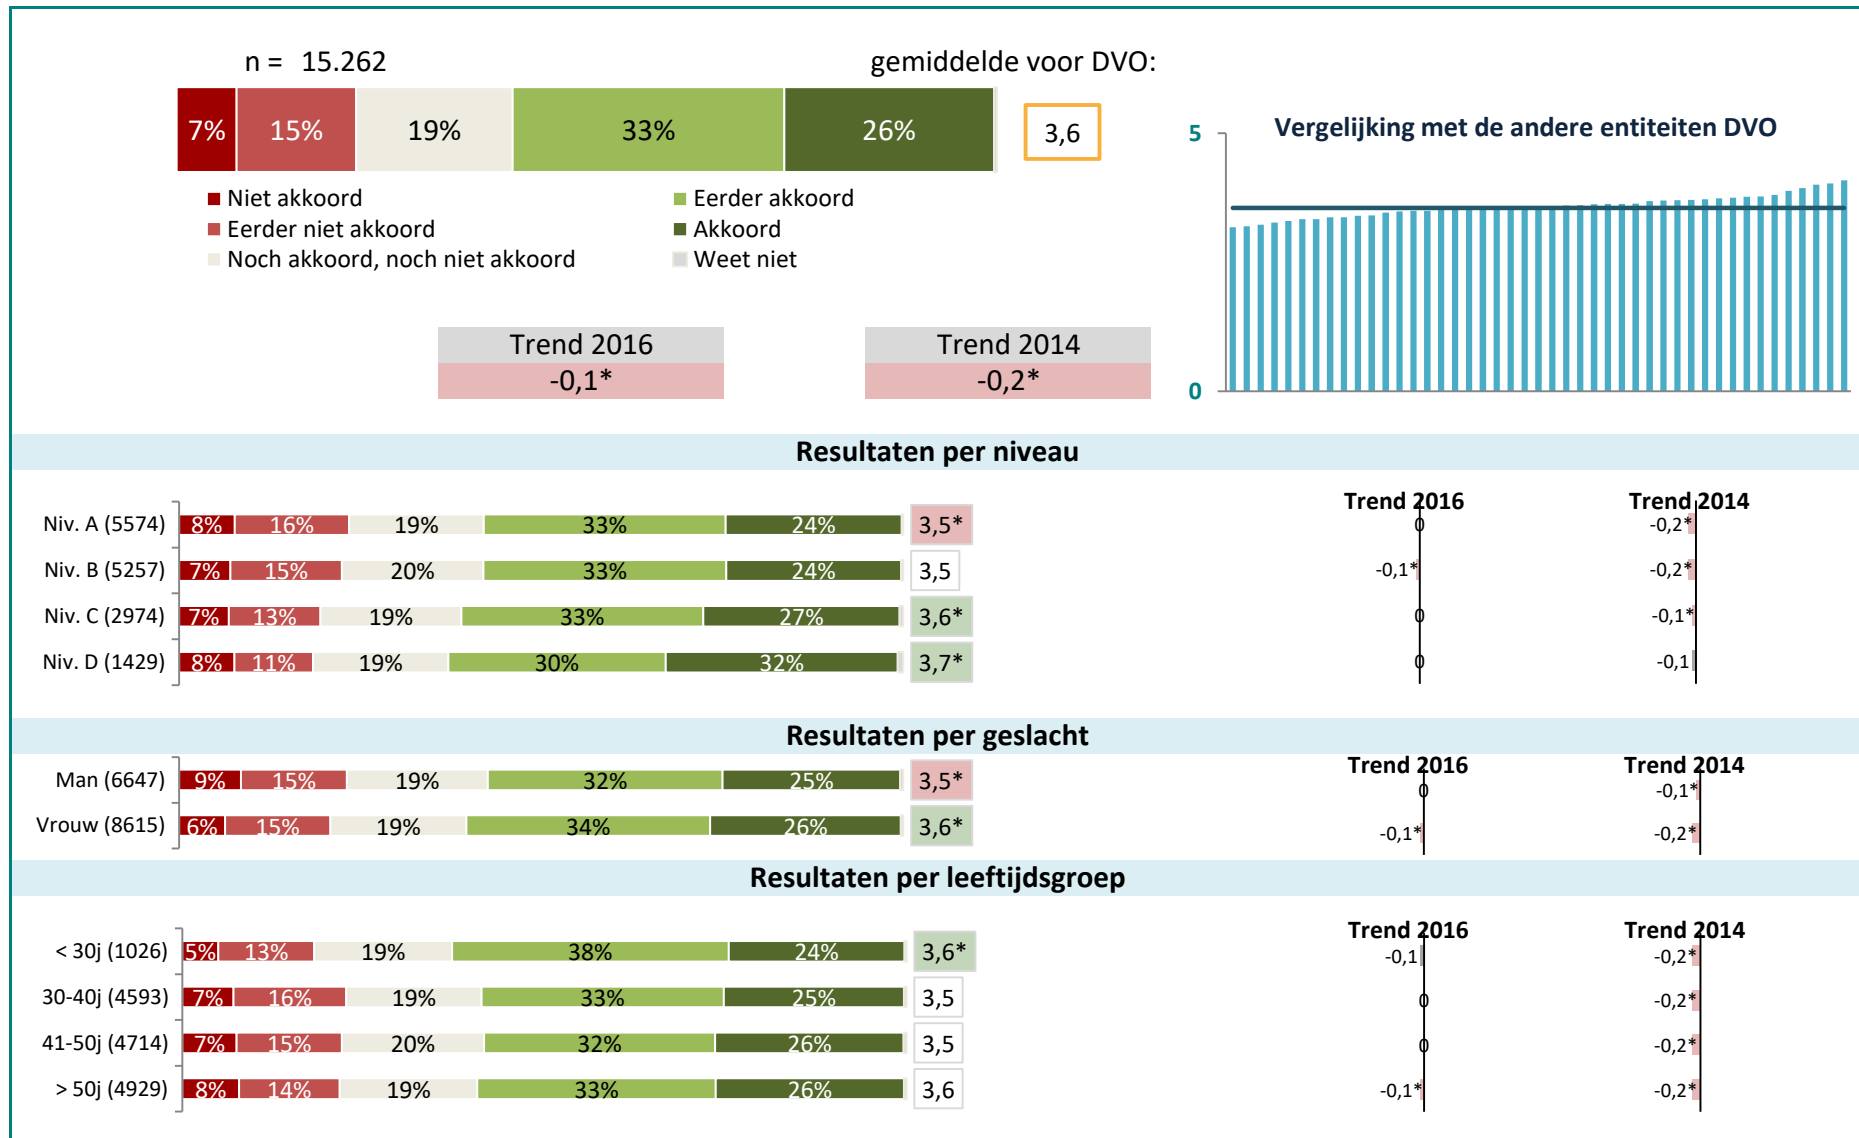 n = 15.262
gemiddelde voor DVO:
7% 15% 19% 33% 26% 3,6
Niet akkoord
Eerder akkoord
Eerder niet akkoord
Akkoord
Noch akkoord, noch niet akkoord
Weet niet
Trend 2016
-0,1*
Trend 2014
-0,2*
Vergelijking met de andere entiteiten DVO
5
0
Resultaten per niveau
Trend 2016 Trend 2014
Niv. A (5574) 8% 16% 19% 33% 24% 3,5* 0 -0,2*
Niv. B (5257) 7% 15% 20% 33% 24% 3,5 -0,1* -0,2*
Niv. C (2974) 7% 13% 19% 33% 27% 3,6* 0 -0,1*
Niv. D (1429) 8% 11% 19% 30% 32% 3,7* 0 -0,1
Resultaten per geslacht
Trend 2016 Trend 2014
Man (6647) 9% 15% 19% 32% 25% 3,5* 0 -0,1*
Vrouw (8615) 6% 15% 19% 34% 26% 3,6* -0,1* -0,2*
Resultaten per leeftijdsgroep
Trend 2016 Trend 2014
< 30j (1026) 5% 13% 19% 38% 24% 3,6* -0,1 -0,2*
30-40j (4593) 7% 16% 19% 33% 25% 3,5 0 -0,2*
41-50j (4714) 7% 15% 20% 32% 26% 3,5 0 -0,2*
> 50j (4929) 8% 14% 19% 33% 26% 3,6 -0,1* -0,2*